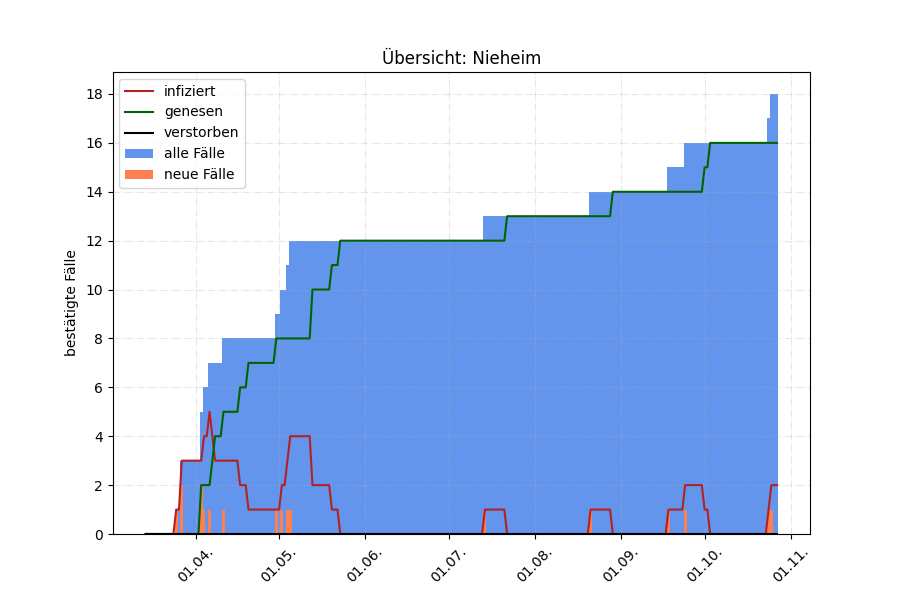 Übersicht: Nieheim
infiziert
genesen
verstorben
alle Fälle
neue Fälle
bestätigte Fälle
18
16
14
12
10
8
6
4
2
0
01.04.
01.05.
01.06.
01.07.
01.08.
01.09.
01.10.
01.11.